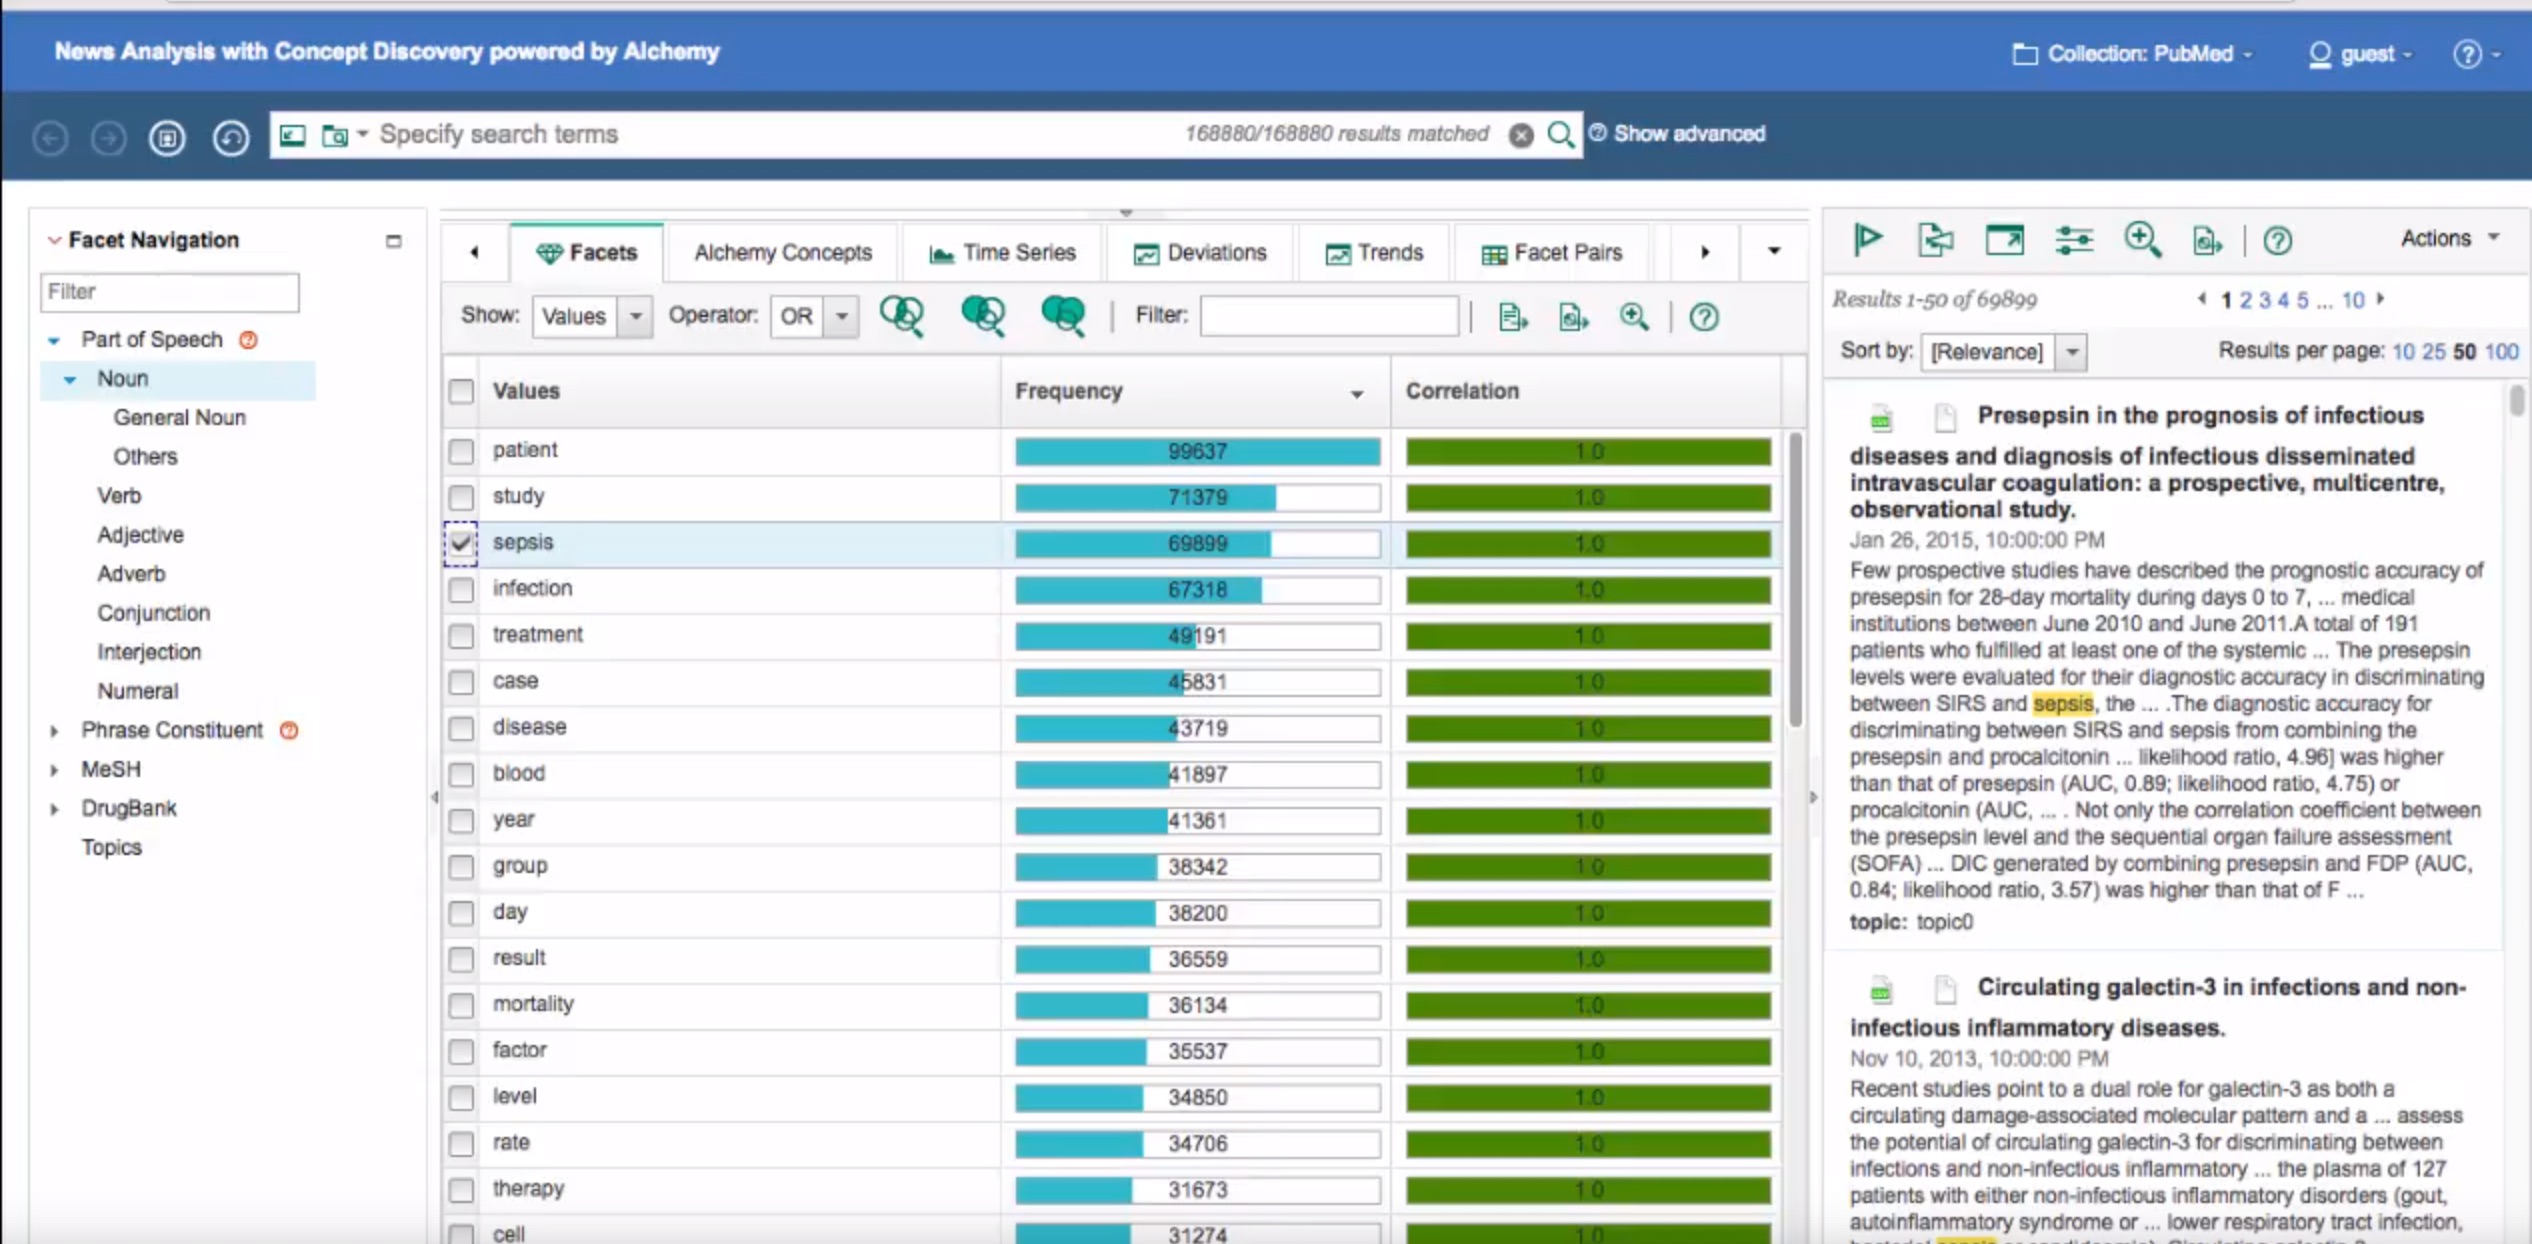 News Analysis with Concept Discovery powered by Alchemy
Collection: PubMed
guest
Specify search terms
168880/168880 results matched
Show advanced
Facet Navigation
Filter
Part of Speech
Noun
General Noun
Others
Verb
Adjective
Adverb
Conjunction
Interjection
Numeral
Phrase Constituent
MeSH
DrugBank
Topics
Facets
Alchemy Concepts
Time Series
Deviations
Trends
Facet Pairs
Show: Values Operator: OR Filter:
Values Frequency Correlation
patient 99637 1.0
study 71379 1.0
sepsis 69899 1.0
infection 67318 1.0
treatment 49191 1.0
case 45831 1.0
disease 43719 1.0
blood 41897 1.0
year 41361 1.0
group 38342 1.0
day 38200 1.0
result 36559 1.0
mortality 36134 1.0
factor 35537 1.0
level 34850 1.0
rate 34706 1.0
therapy 31673 1.0
cell 31274 1.0
Actions
Results 1-50 of 69899
1 2 3 4 5 ... 10
Sort by: [Relevance]
Results per page: 10 25 50 100
Presepsin in the prognosis of infectious
diseases and diagnosis of infectious disseminated
intravascular coagulation: a prospective, multicentre,
observational study.
Jan 26, 2015, 10:00:00 PM
Few prospective studies have described the prognostic accuracy of
presepsin for 28-day mortality during days 0 to 7, ... medical
institutions between June 2010 and June 2011.A total of 191
patients who fulfilled at least one of the systemic ... The presepsin
levels were evaluated for their diagnostic accuracy in discriminating
between SIRS and sepsis, the ... .The diagnostic accuracy for
discriminating between SIRS and sepsis from combining the
presepsin and procalcitonin ... likelihood ratio, 4.96] was higher
than that of presepsin (AUC, 0.89; likelihood ratio, 4.75) or
procalcitonin (AUC, ... . Not only the correlation coefficient between
the presepsin level and the sequential organ failure assessment
(SOFA) ... DIC generated by combining presepsin and FDP (AUC,
0.84; likelihood ratio, 3.57) was higher than that of F ...
topic: topic0
Circulating galectin-3 in infections and non-
infectious inflammatory diseases.
Nov 10, 2013, 10:00:00 PM
Recent studies point to a dual role for galectin-3 as both a
circulating damage-associated molecular pattern and a ... assess
the potential of circulating galectin-3 for discriminating between
infections and non-infectious inflammatory ... the plasma of 127
patients with either non-infectious inflammatory disorders (gout,
autoinflammatory syndrome or ... lower respiratory tract infection,